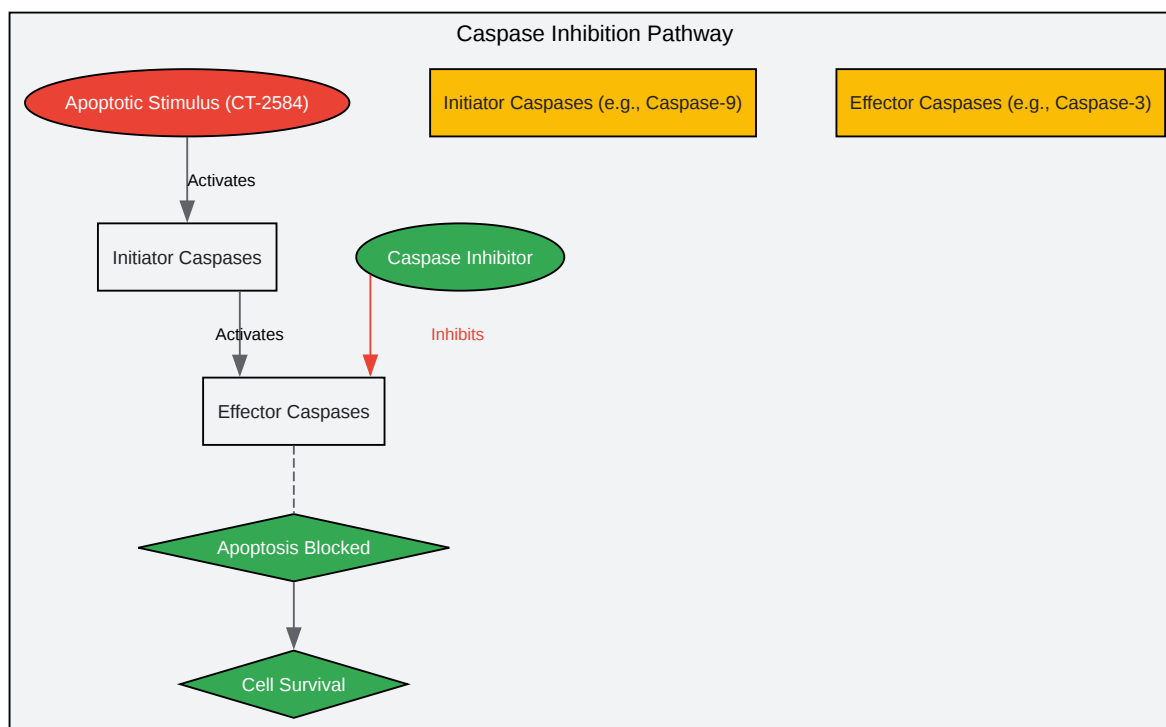 Caspase Inhibition Pathway
Apoptotic Stimulus (CT-2584)
Initiator Caspases (e.g., Caspase-9)
Effector Caspases (e.g., Caspase-3)
Activates
Initiator Caspases
Caspase Inhibitor
Activates
Inhibits
Effector Caspases
Apoptosis Blocked
Cell Survival